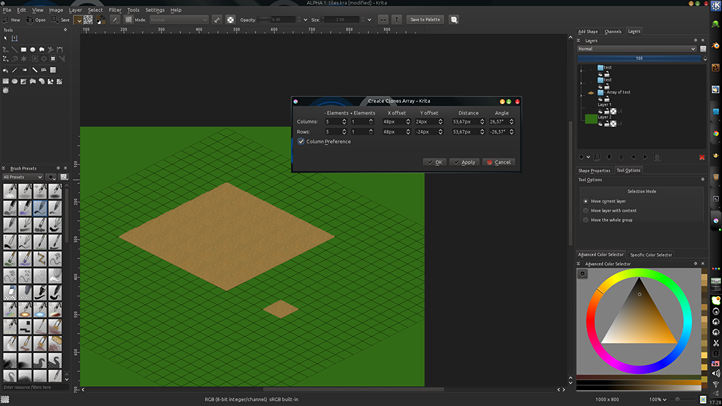 ALPHA 1_tiles.kra [modified] - Krita
File Edit View Image Layer Select Filter Tools Settings Window Help
New Open Save Mode: Normal Opacity: Size: Save to Palette
Tools
Create Clones Array - Krita
- Elements + Elements X offset Y offset Distance Angle
Columns: 5 1 48px 24px 53,67px 26,57°
Rows: 5 1 48px -24px 53,67px -26,57°
Column Preference
OK Apply Cancel
Brush Presets
All Presets Tag
Enter resource filters here
Add Shape Channels Layers
Layers
Normal
100
test
test
Array of test
Layer 1
Layer 2
Shape Properties Tool Options
Tool Options
Selection Mode
Move current layer
Move layer with content
Move the whole group
Advanced Color Selector Specific Color Selector
Advanced Color Selector
RGB (8-bit integer/channel) sRGB built-in
1000 x 800
100%
17:28